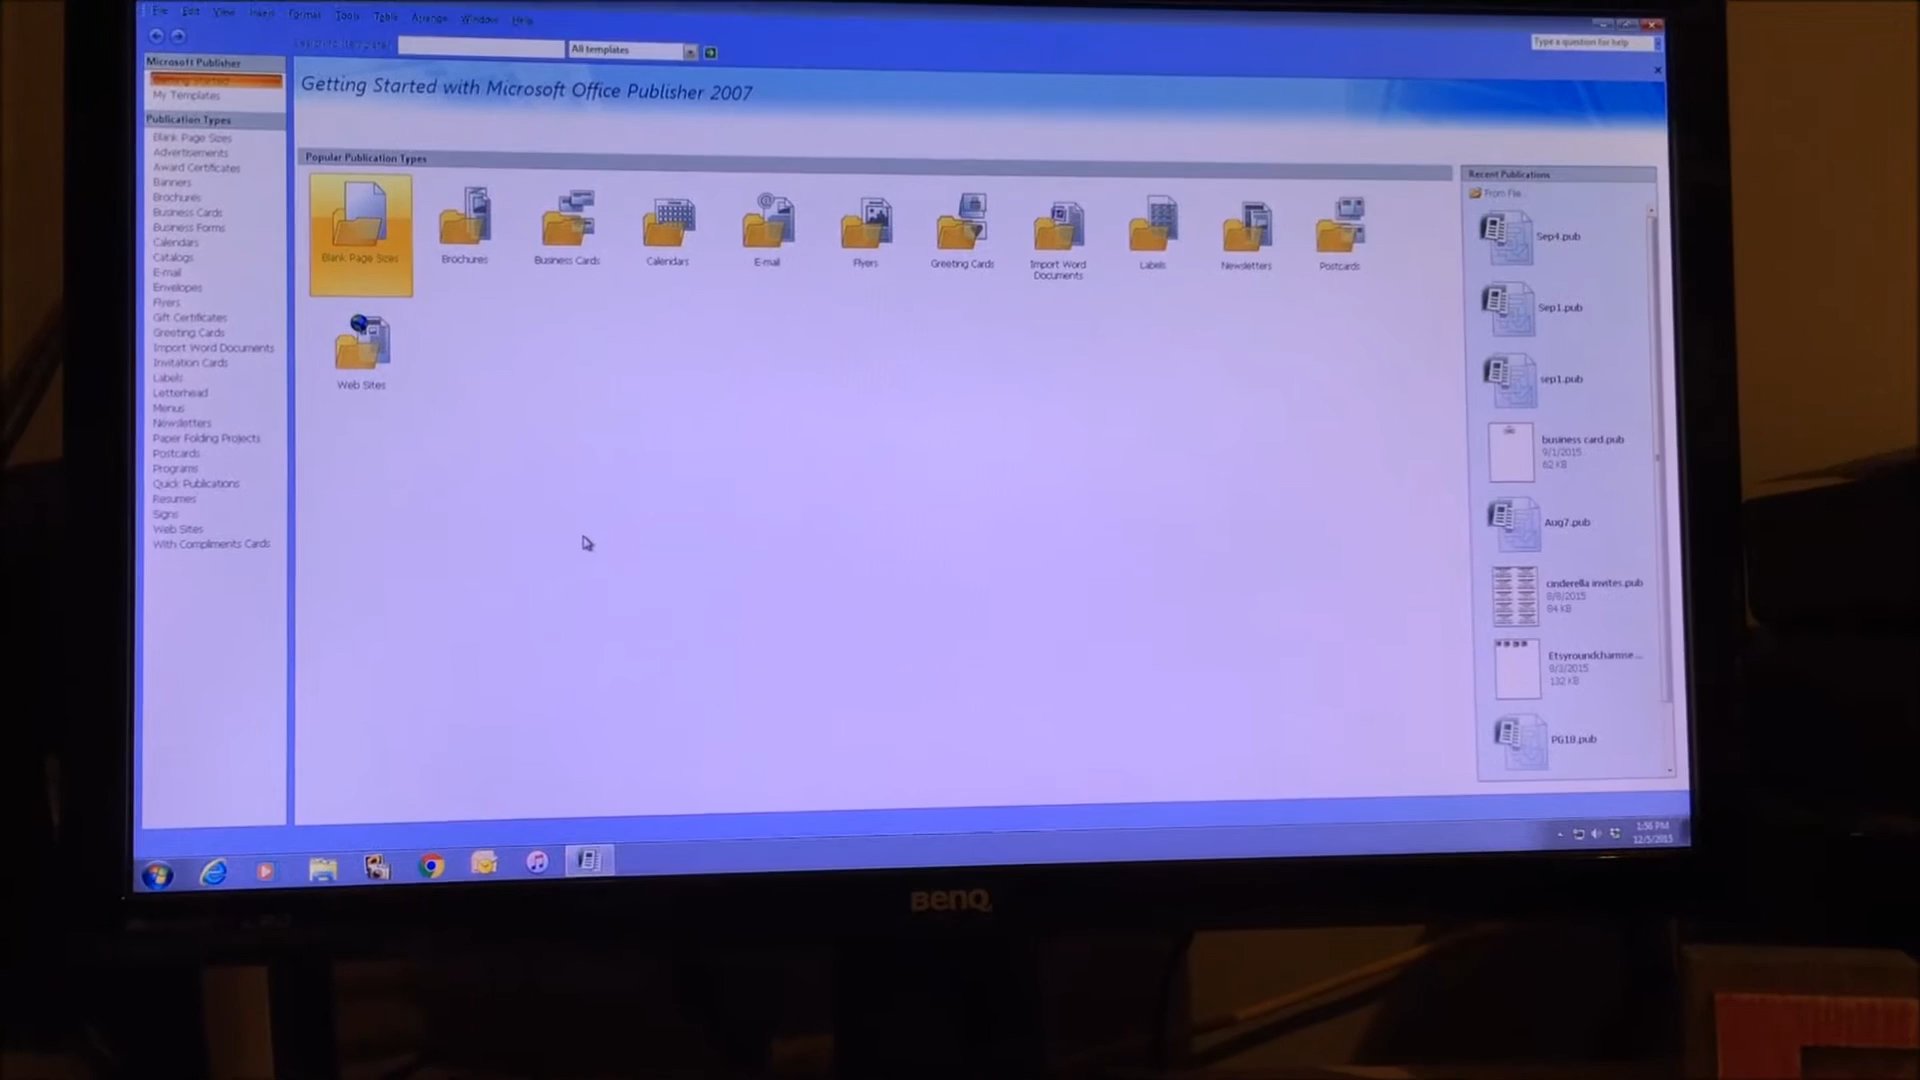 File Edit View Insert Format Tools Table Arrange Window Help
All templates
Type a question for help
Microsoft Publisher
Getting Started
My Templates
Publication Types
Blank Page Sizes
Advertisements
Award Certificates
Banners
Brochures
Business Cards
Business Forms
Calendars
Catalogs
E-mail
Envelopes
Flyers
Gift Certificates
Greeting Cards
Import Word Documents
Invitation Cards
Labels
Letterhead
Menus
Newsletters
Paper Folding Projects
Postcards
Programs
Quick Publications
Resumes
Signs
Web Sites
With Compliments Cards
Getting Started with Microsoft Office Publisher 2007
Popular Publication Types
Blank Page Sizes
Brochures
Business Cards
Calendars
E-mail
Flyers
Greeting Cards
Import Word
Documents
Labels
Newsletters
Postcards
Web Sites
Recent Publications
From File...
Sep4.pub
Sep1.pub
sep1.pub
business card.pub
9/1/2015
62 KB
Aug7.pub
cinderella invites.pub
8/8/2015
84 KB
Etsyroundchamse...
8/3/2015
132 KB
PG18.pub
1:56 PM
12/5/2015
BenQ